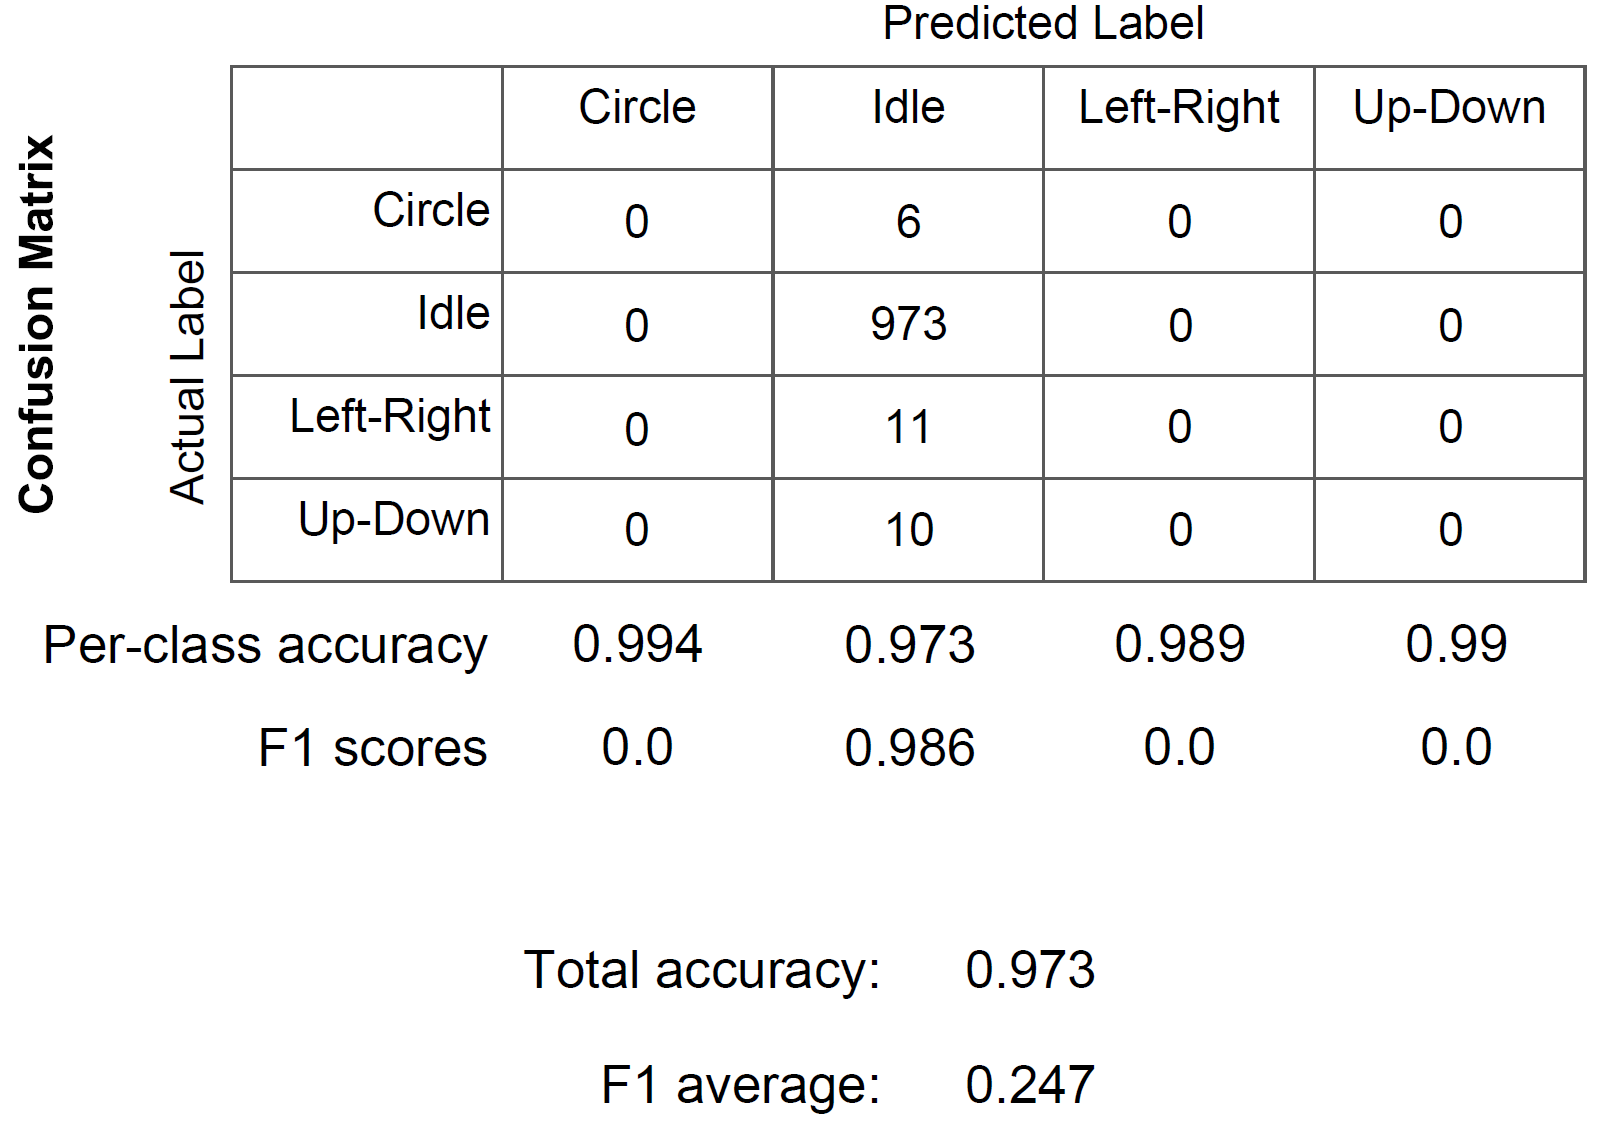 Predicted Label
Confusion Matrix
Actual Label
Circle Idle Left-Right Up-Down
Circle 0 6 0 0
Idle 0 973 0 0
Left-Right 0 11 0 0
Up-Down 0 10 0 0
Per-class accuracy 0.994 0.973 0.989 0.99
F1 scores 0.0 0.986 0.0 0.0
Total accuracy: 0.973
F1 average: 0.247